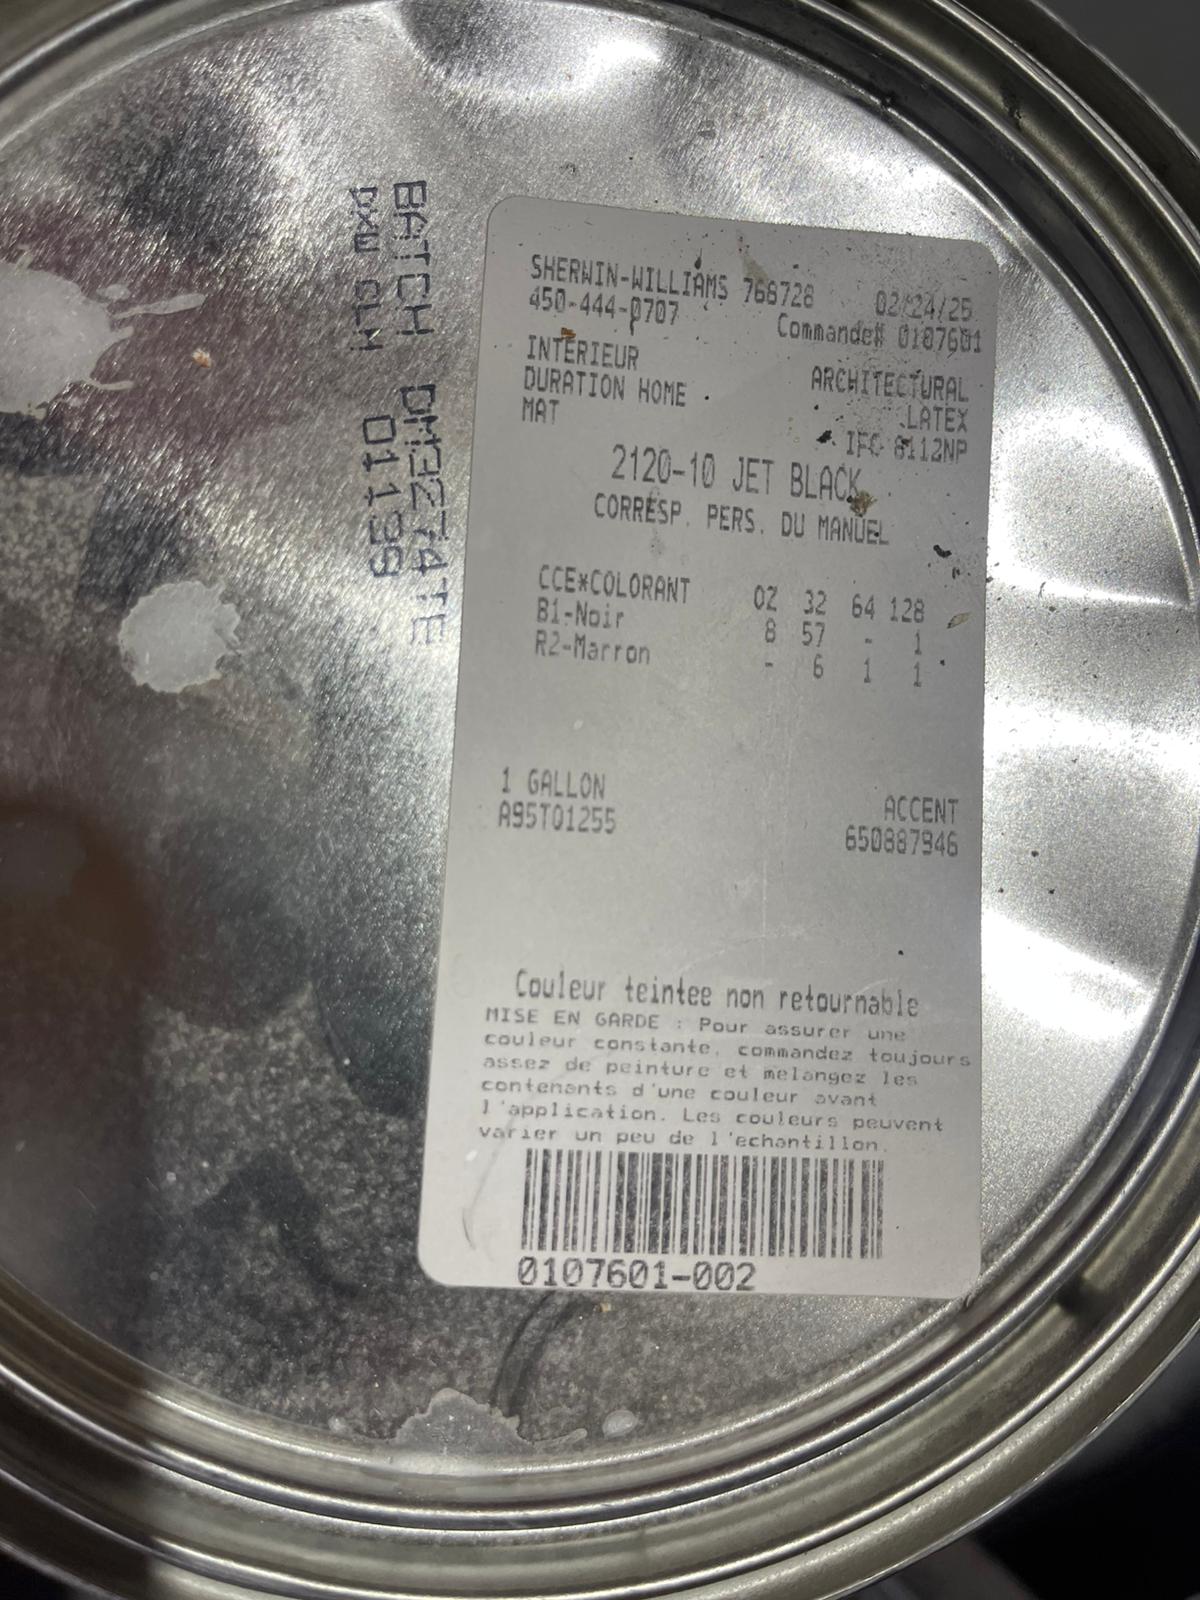 SHERWIN-WILLIAMS 768728 02/24/25
450-444-0707 Commande# 0107601
INTERIEUR ARCHITECTURAL
DURATION HOME LATEX
MAT IFC 8112NP
2120-10 JET BLACK
CORRESP. PERS. DU MANUEL
CCE*COLORANT OZ 32 64 128
B1-Noir 8 57 - 1
R2-Marron - 6 1 1
1 GALLON ACCENT
A95T01255 650887946
Couleur teintee non retournable
MISE EN GARDE : Pour assurer une
couleur constante, commandez toujours
assez de peinture et melangez les
contenants d'une couleur avant
l'application. Les couleurs peuvent
varier un peu de l'echantillon.
0107601-002
BATCH DM3274TE
01199